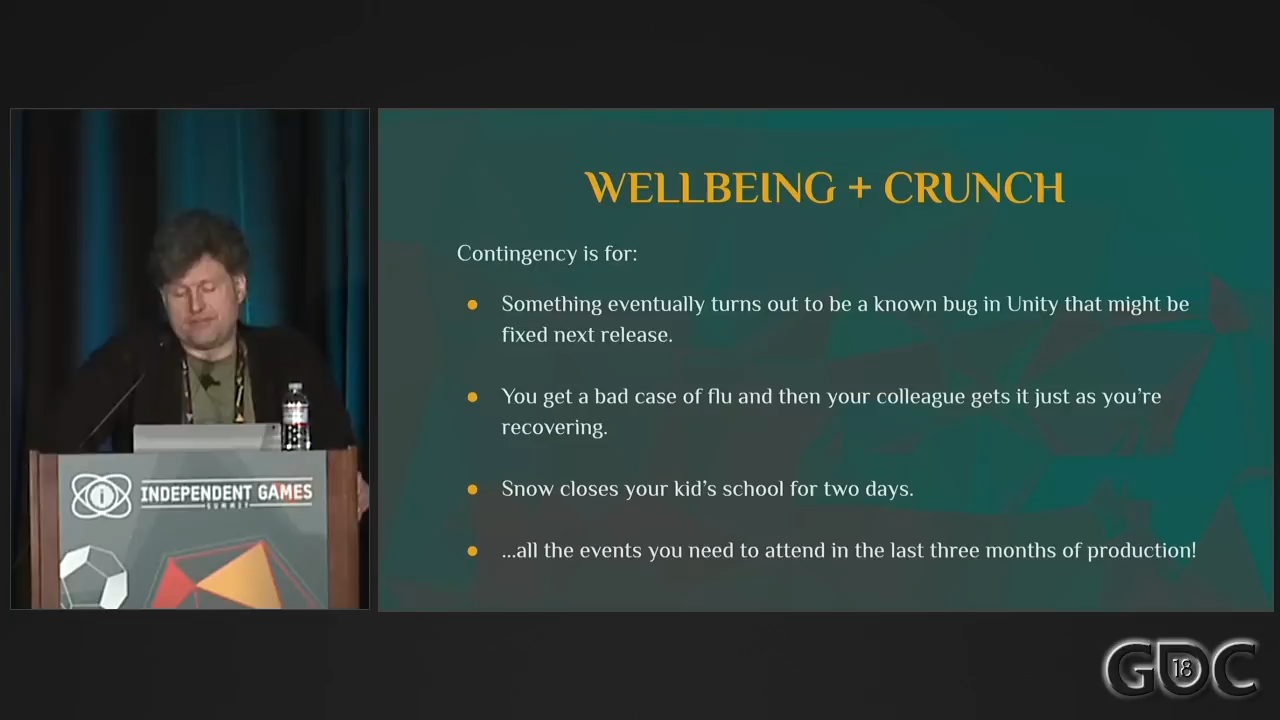 WELLBEING + CRUNCH
Contingency is for:
● Something eventually turns out to be a known bug in Unity that might be
fixed next release.
● You get a bad case of flu and then your colleague gets it just as you’re
recovering.
● Snow closes your kid’s school for two days.
● ...all the events you need to attend in the last three months of production!
i INDEPENDENT GAMES
SUMMIT
GDC
18